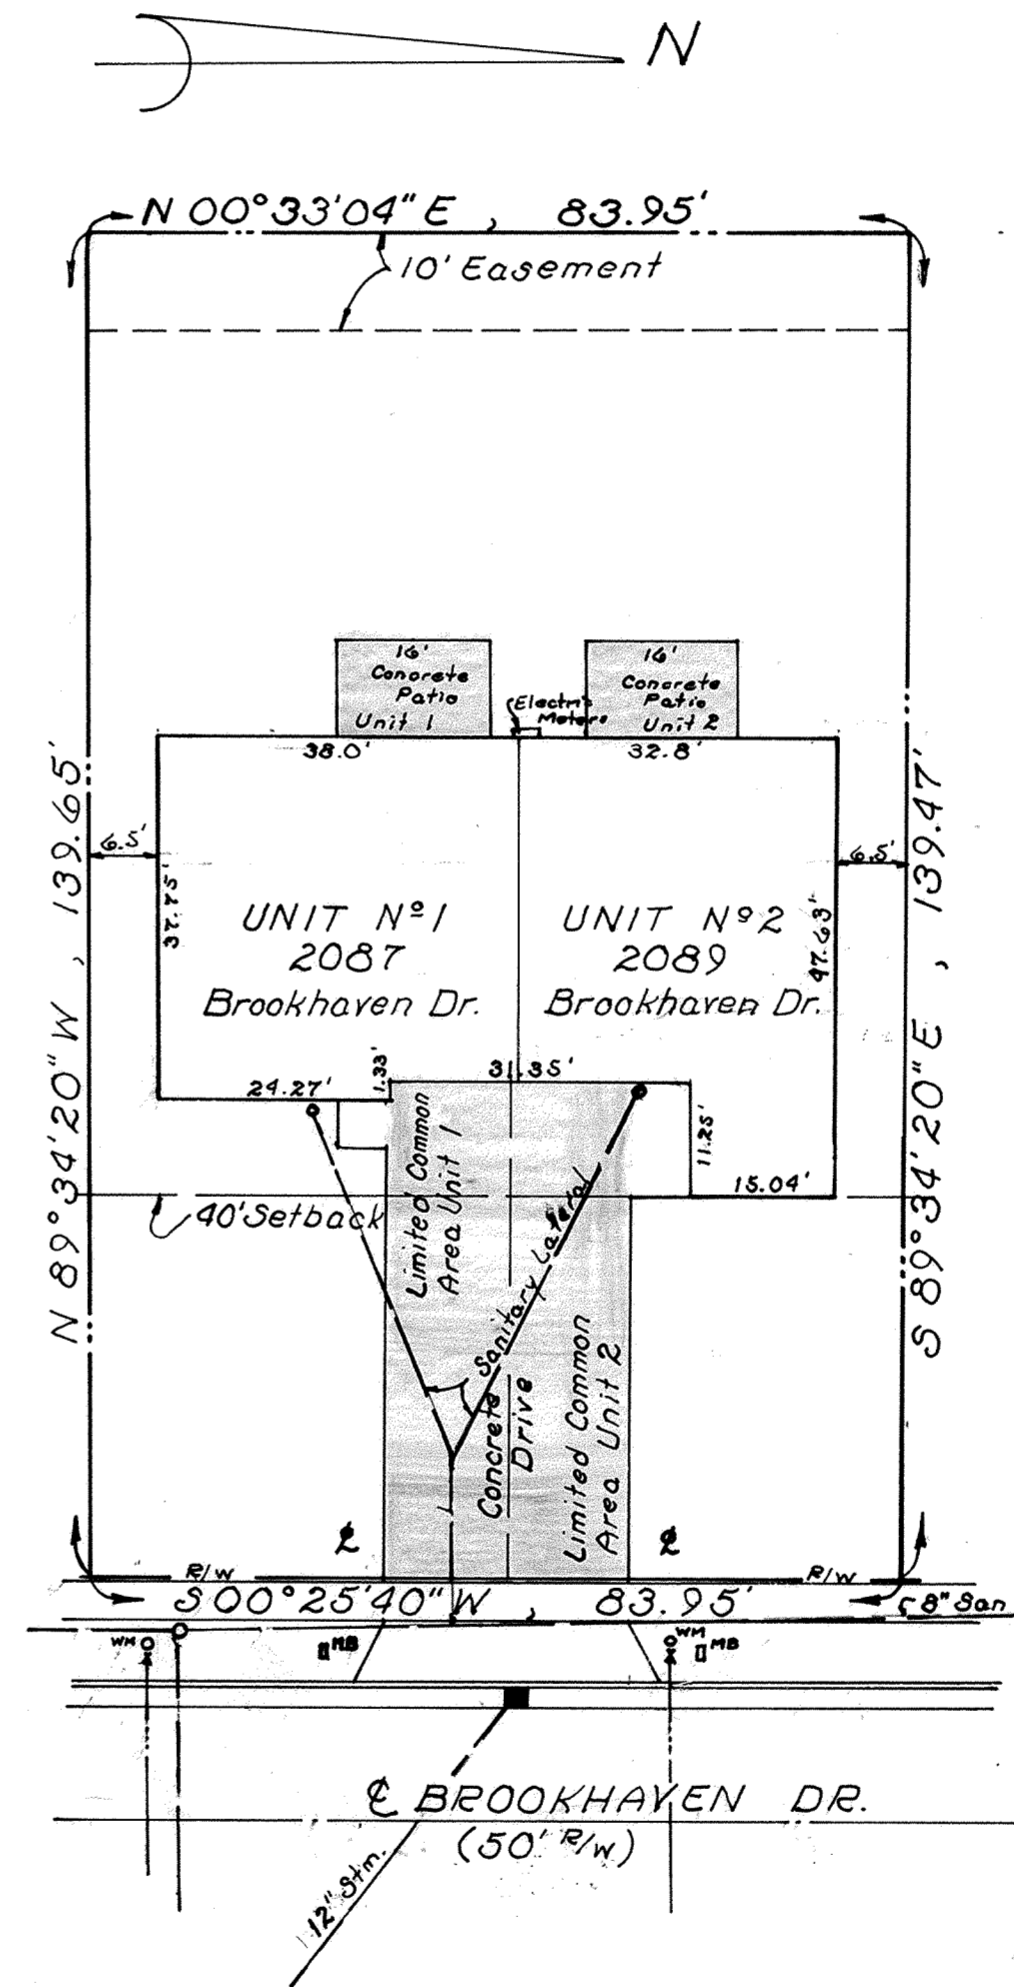 N
N 00°33'04" E , 83.95'
10' Easement
16'
Concrete
Patio
Unit 1
Electric
Meters
16'
Concrete
Patio
Unit 2
38.0'
32.8'
N 89°34'20" W , 139.65'
6.5'
37.75'
UNIT Nº1
2087
Brookhaven Dr.
UNIT Nº2
2089
Brookhaven Dr.
47.63'
6.5'
S 89°34'20" E , 139.47'
24.27'
1.33'
31.35'
11.25'
15.04'
40' Setback
Limited Common
Area Unit 1
Sanitary Lateral
Concrete
Drive
Limited Common
Area Unit 2
℄
℄
R/W
R/W
S 00°25'40" W , 83.95'
8" San
WM
MB
WM
MB
℄ BROOKHAVEN DR.
(50' R/W)
12" Stm.